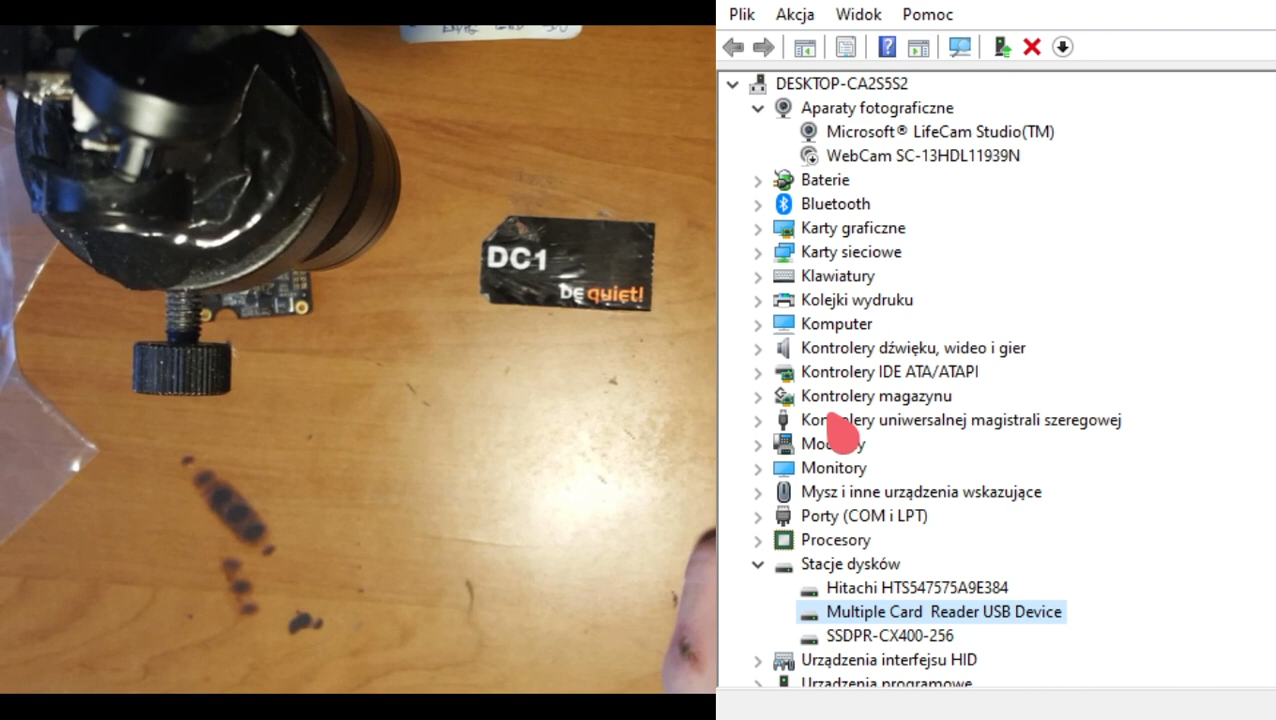 DC1
be quiet!
Plik Akcja Widok Pomoc
DESKTOP-CA2S5S2
Aparaty fotograficzne
Microsoft® LifeCam Studio(TM)
WebCam SC-13HDL11939N
Baterie
Bluetooth
Karty graficzne
Karty sieciowe
Klawiatury
Kolejki wydruku
Komputer
Kontrolery dźwięku, wideo i gier
Kontrolery IDE ATA/ATAPI
Kontrolery magazynu
Kontrolery uniwersalnej magistrali szeregowej
Monitory
Mysz i inne urządzenia wskazujące
Porty (COM i LPT)
Procesory
Stacje dysków
Hitachi HTS547575A9E384
Multiple Card Reader USB Device
SSDPR-CX400-256
Urządzenia interfejsu HID
Urządzenia programowe